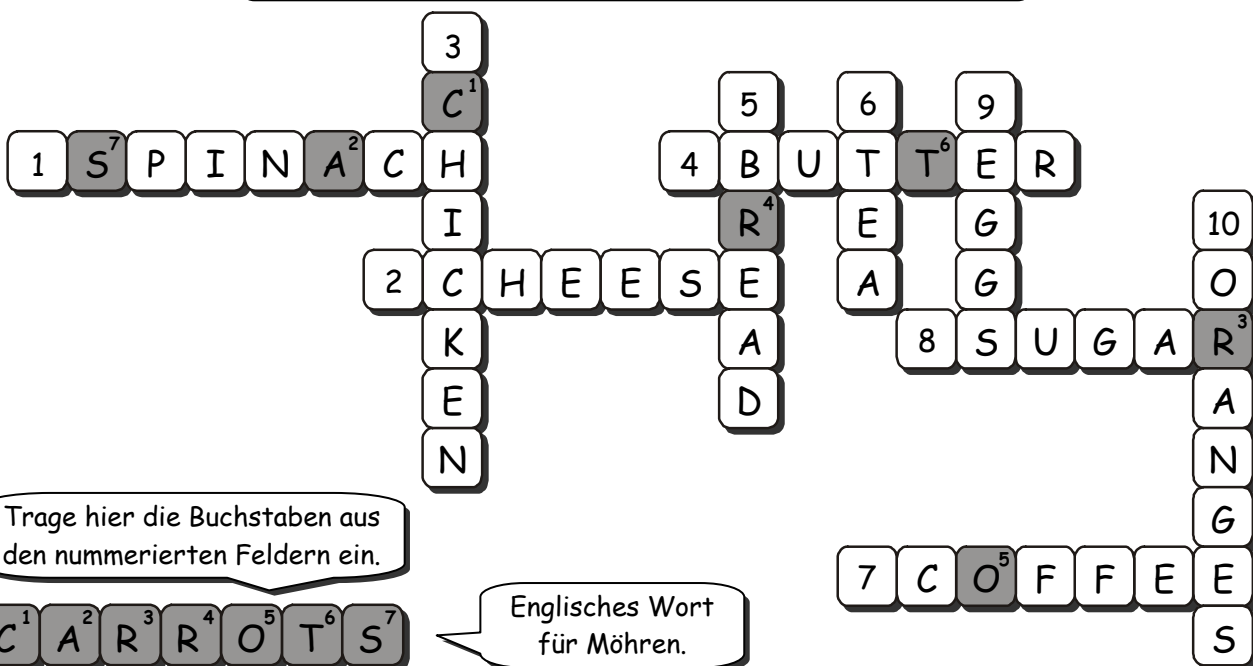 3
C1
5 6 9
1 S7 P I N A2 C H
4 B U T T6 E R
I
R4 E G
10
2 C H E E S E
A G O
K
A
8 S U G A R3
E
D
A
N
N
G
Trage hier die Buchstaben aus
den nummerierten Feldern ein.
7 C O5 F F E E
C1 A2 R3 R4 O5 T6 S7
Englisches Wort
für Möhren.
S